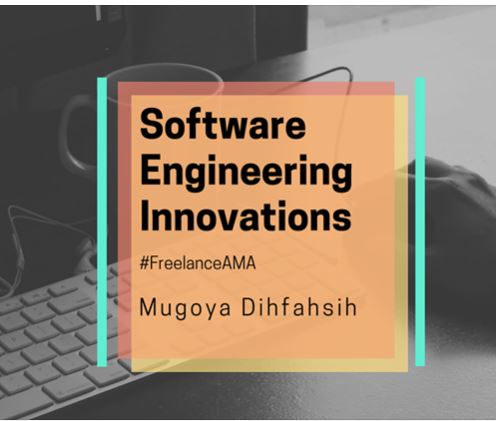 Software
Engineering
Innovations
#FreelanceAMA
Mugoya Dihfahsih